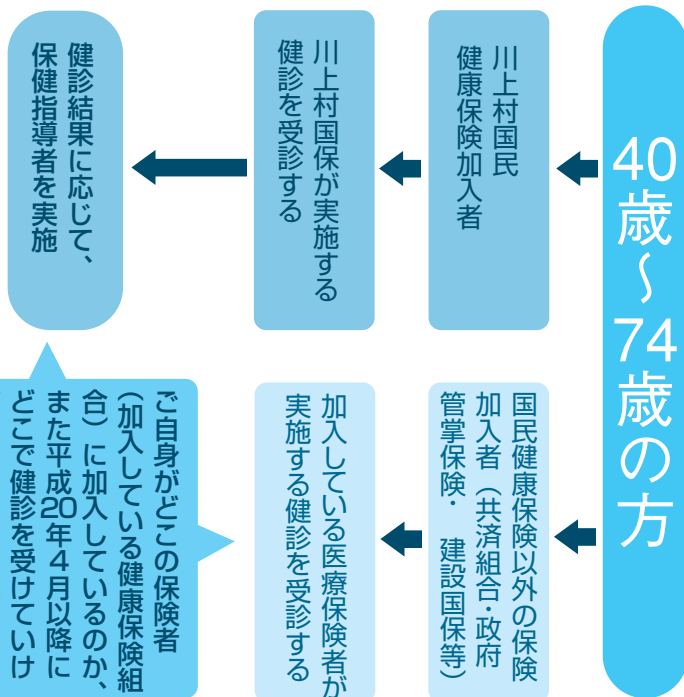 40歳～74歳の方
川上村国民
健康保険加入者
川上村国保が実施する
健診を受診する
健診結果に応じて、
保健指導者を実施
国民健康保険以外の保険
加入者（共済組合・政府
管掌保険・ 建設国保等）
加入している医療保険者が
実施する健診を受診する
ご自身がどこの保険者
（加入している健康保険組
合）に加入しているのか、
また平成20年４月以降に
どこで健診を受けていけ